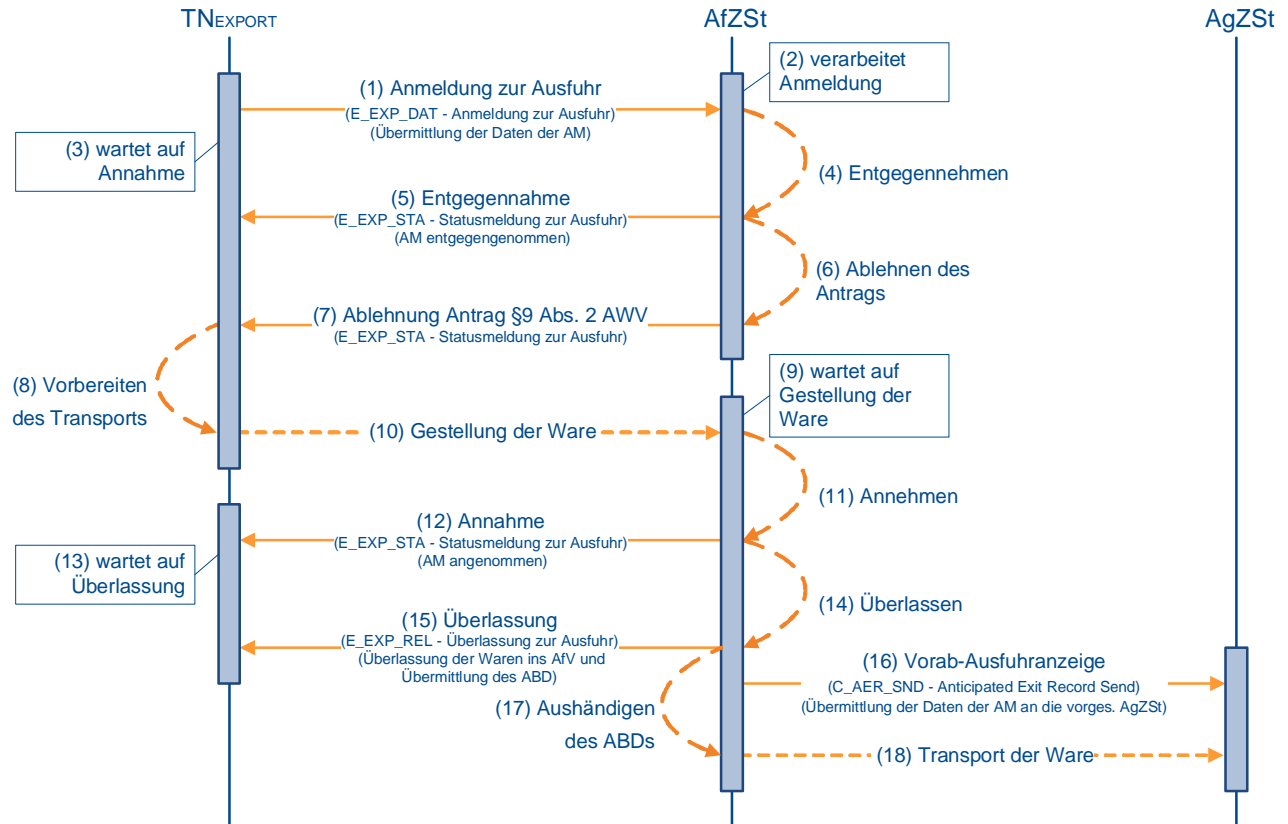 TNEXPORT
AfZSt
AgZSt
(1) Anmeldung zur Ausfuhr
(E_EXP_DAT - Anmeldung zur Ausfuhr)
(Übermittlung der Daten der AM)
(2) verarbeitet
Anmeldung
(3) wartet auf
Annahme
(4) Entgegennehmen
(5) Entgegennahme
(E_EXP_STA - Statusmeldung zur Ausfuhr)
(AM entgegengenommen)
(6) Ablehnen des
Antrags
(7) Ablehnung Antrag §9 Abs. 2 AWV
(E_EXP_STA - Statusmeldung zur Ausfuhr)
(8) Vorbereiten
des Transports
(9) wartet auf
Gestellung der
Ware
(10) Gestellung der Ware
(11) Annehmen
(12) Annahme
(E_EXP_STA - Statusmeldung zur Ausfuhr)
(AM angenommen)
(13) wartet auf
Überlassung
(14) Überlassen
(15) Überlassung
(E_EXP_REL - Überlassung zur Ausfuhr)
(Überlassung der Waren ins AfV und
Übermittlung des ABD)
(16) Vorab-Ausfuhranzeige
(C_AER_SND - Anticipated Exit Record Send)
(Übermittlung der Daten der AM an die vorges. AgZSt)
(17) Aushändigen
des ABDs
(18) Transport der Ware